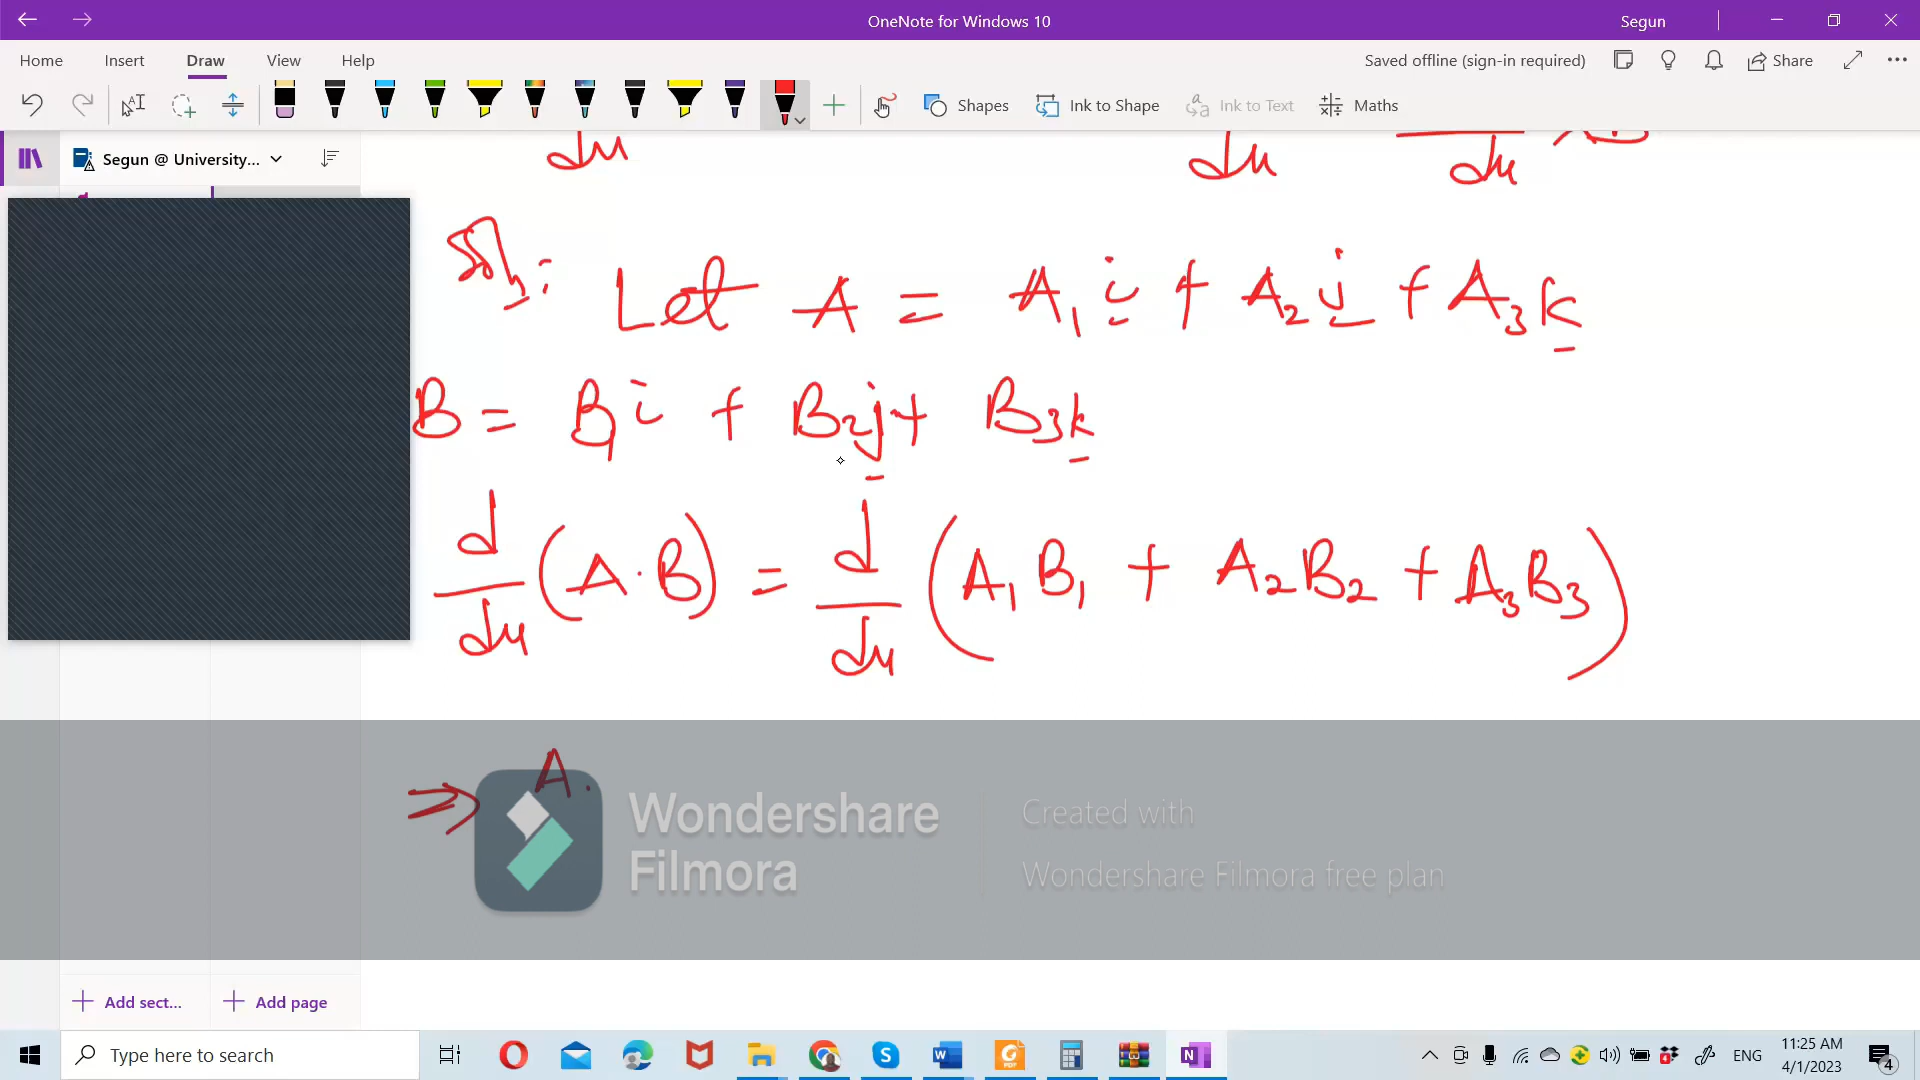 OneNote for Windows 10
Segun
Home Insert Draw View Help
Saved offline (sign-in required) Share
Shapes Ink to Shape Ink to Text Maths
Segun @ University...
du du du
Soln: Let A = A₁i + A₂j + A₃k
B = B₁i + B₂j + B₃k
d/du (A·B) = d/du (A₁B₁ + A₂B₂ + A₃B₃)
⇒ A.
Wondershare Filmora
Created with
Wondershare Filmora free plan
Add sect... Add page
Type here to search
ENG
11:25 AM
4/1/2023
4